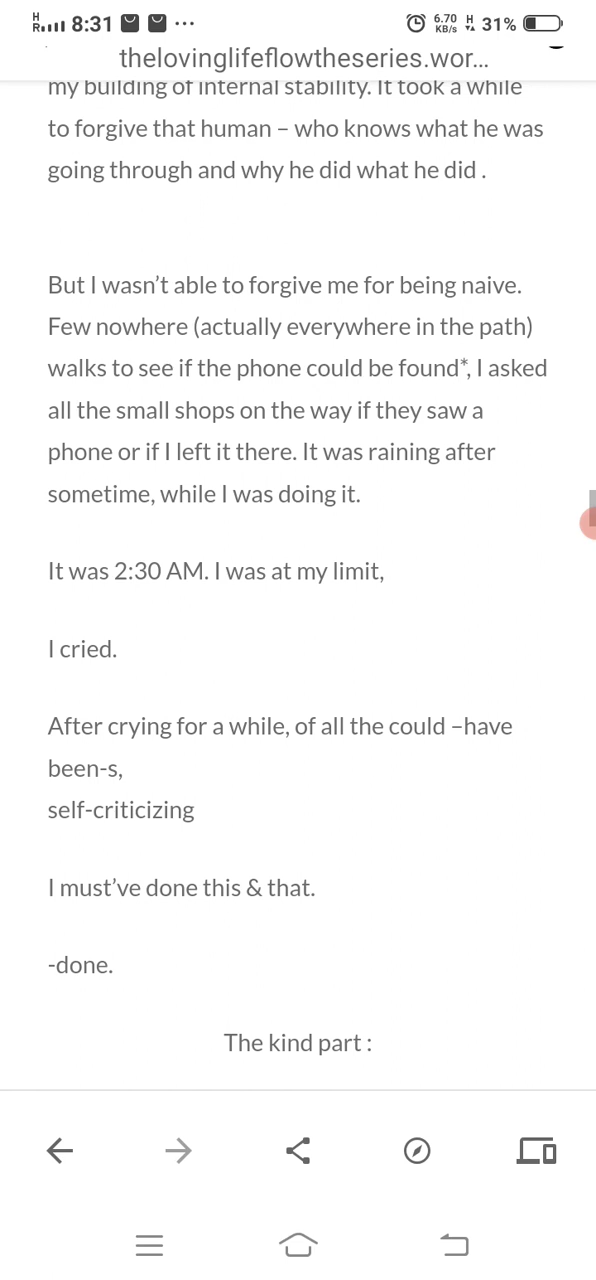 H
R 8:31 ··· 6.70 KB/s H 31%
thelovinglifeflowtheseries.wor...
my building of internal stability. It took a while
to forgive that human – who knows what he was
going through and why he did what he did .
But I wasn’t able to forgive me for being naive.
Few nowhere (actually everywhere in the path)
walks to see if the phone could be found*, I asked
all the small shops on the way if they saw a
phone or if I left it there. It was raining after
sometime, while I was doing it.
It was 2:30 AM. I was at my limit,
I cried.
After crying for a while, of all the could –have
been-s,
self-criticizing
I must’ve done this & that.
-done.
The kind part :